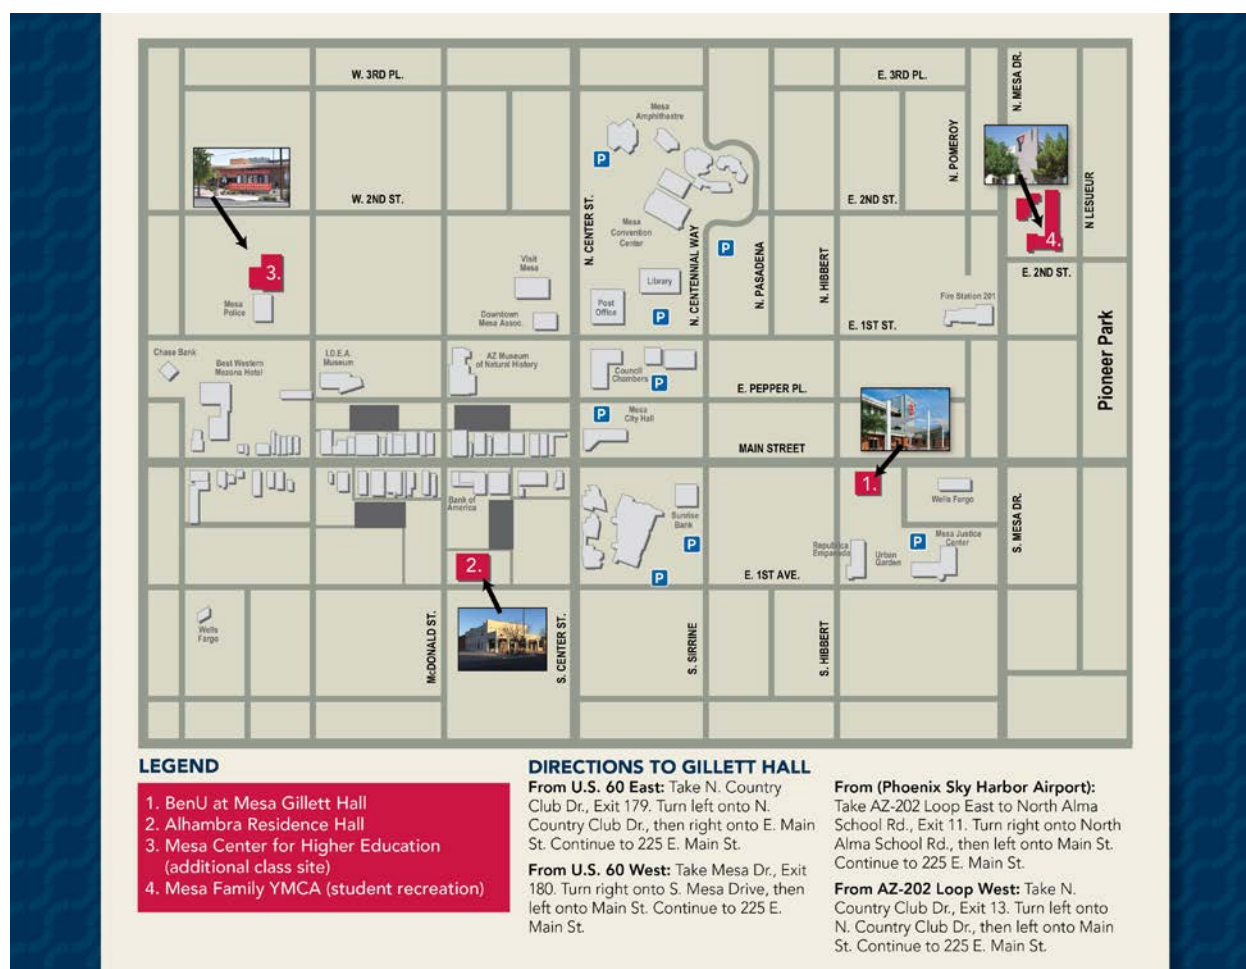 W. 3RD PL.
E. 3RD PL.
N. MESA DR.
Mesa
Amphitheatre
P
N. POMEROY
N LESUEUR
W. 2ND ST.
E. 2ND ST.
N. CENTER ST.
Mesa
Convention
Center
N. CENTENNIAL WAY
P
N. PASADENA
N. HIBBERT
4.
3.
Visit
Mesa
E. 2ND ST.
Library
Mesa
Police
Post
Office
P
Downtown
Mesa Assoc.
Fire Station 201
E. 1ST ST.
Pioneer Park
Chase Bank
Best Western
Mezona Hotel
I.D.E.A.
Museum
AZ Museum
of Natural History
Council
Chambers
P
E. PEPPER PL.
P
Mesa
City Hall
MAIN STREET
1.
Wells Fargo
Bank of
America
Sunrise
Bank
P
S. MESA DR.
Republica
Empanada
Urban
Garden
P
Mesa Justice
Center
2.
P
E. 1ST AVE.
Wells
Fargo
McDONALD ST.
S. CENTER ST.
S. SIRRINE
S. HIBBERT
LEGEND
1. BenU at Mesa Gillett Hall
2. Alhambra Residence Hall
3. Mesa Center for Higher Education
(additional class site)
4. Mesa Family YMCA (student recreation)
DIRECTIONS TO GILLETT HALL
From U.S. 60 East: Take N. Country
Club Dr., Exit 179. Turn left onto N.
Country Club Dr., then right onto E. Main
St. Continue to 225 E. Main St.
From U.S. 60 West: Take Mesa Dr., Exit
180. Turn right onto S. Mesa Drive, then
left onto Main St. Continue to 225 E.
Main St.
From (Phoenix Sky Harbor Airport):
Take AZ-202 Loop East to North Alma
School Rd., Exit 11. Turn right onto North
Alma School Rd., then left onto Main St.
Continue to 225 E. Main St.
From AZ-202 Loop West: Take N.
Country Club Dr., Exit 13. Turn left onto
N. Country Club Dr., then left onto Main
St. Continue to 225 E. Main St.